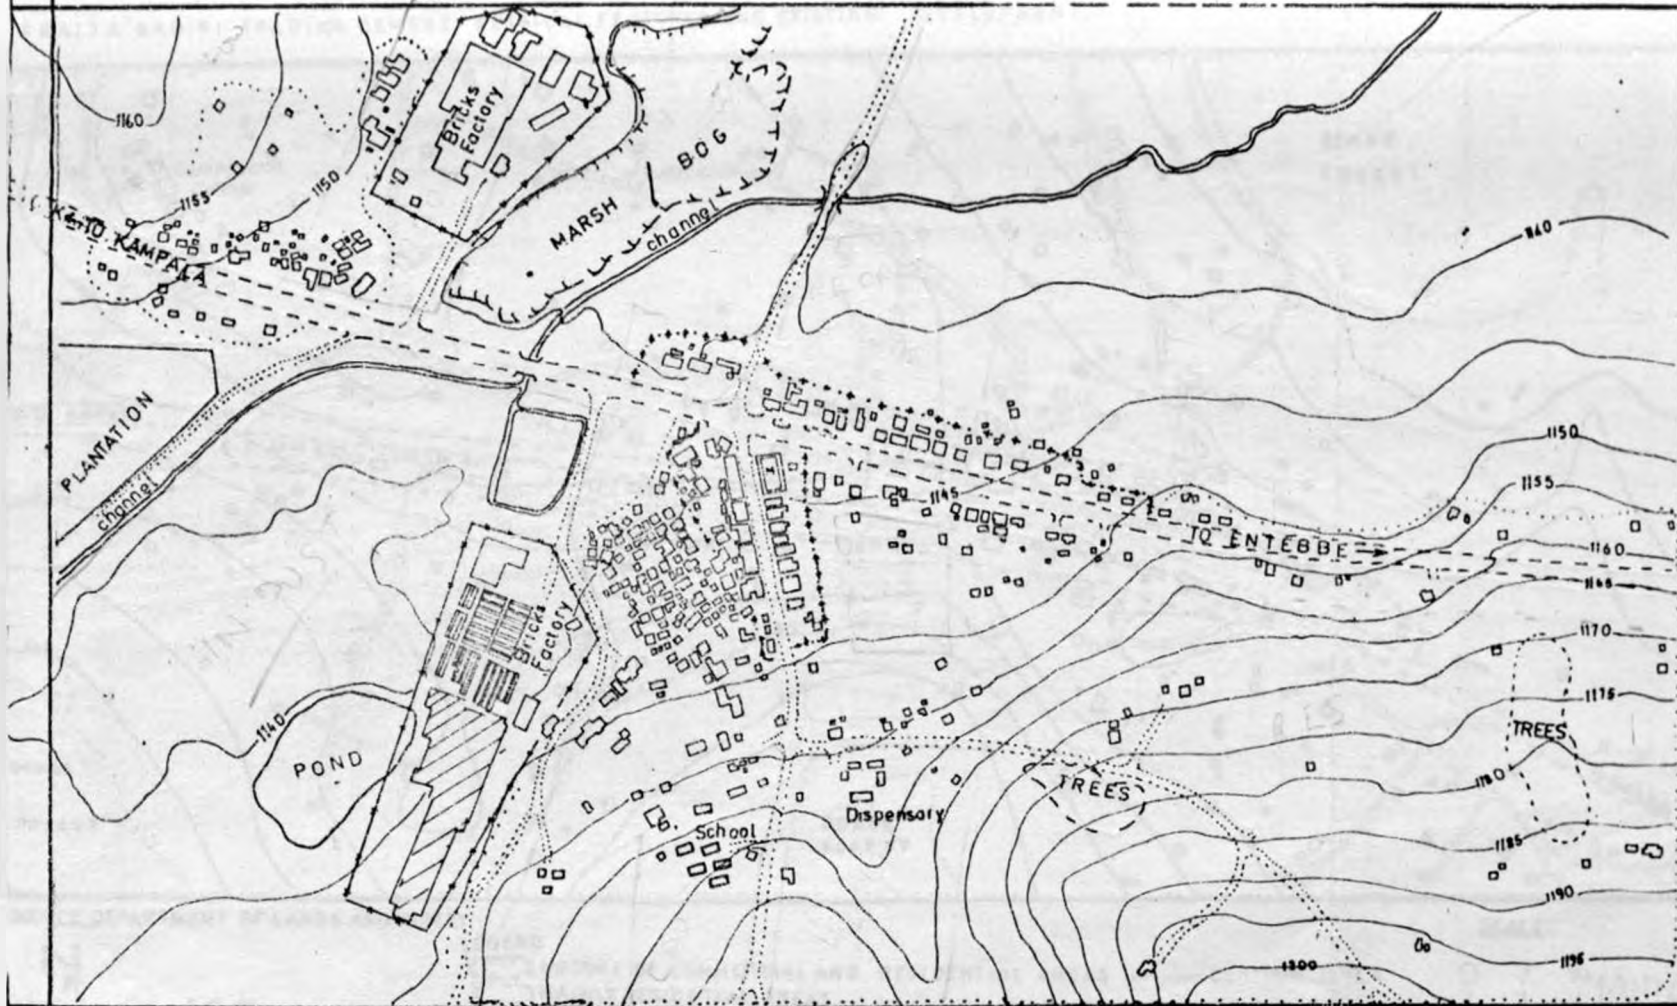 1160
Bricks
Factory
BOG
MARSH
channel
1155
1150
TO KAMPALA
1140
PLANTATION
channel
1150
1145
1155
TO ENTEBBE
1160
1165
Bricks
Factory
1170
1175
1140
POND
TREES
TREES
1180
Dispensary
School
1185
1190
1200
1195